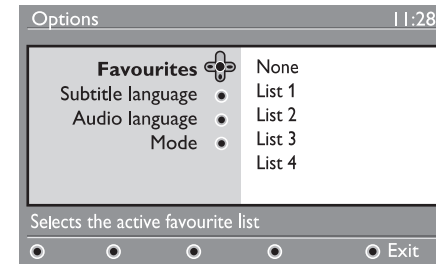 Options 11:28
Favourites
Subtitle language
Audio language
Mode
None
List 1
List 2
List 3
List 4
Selects the active favourite list
Exit